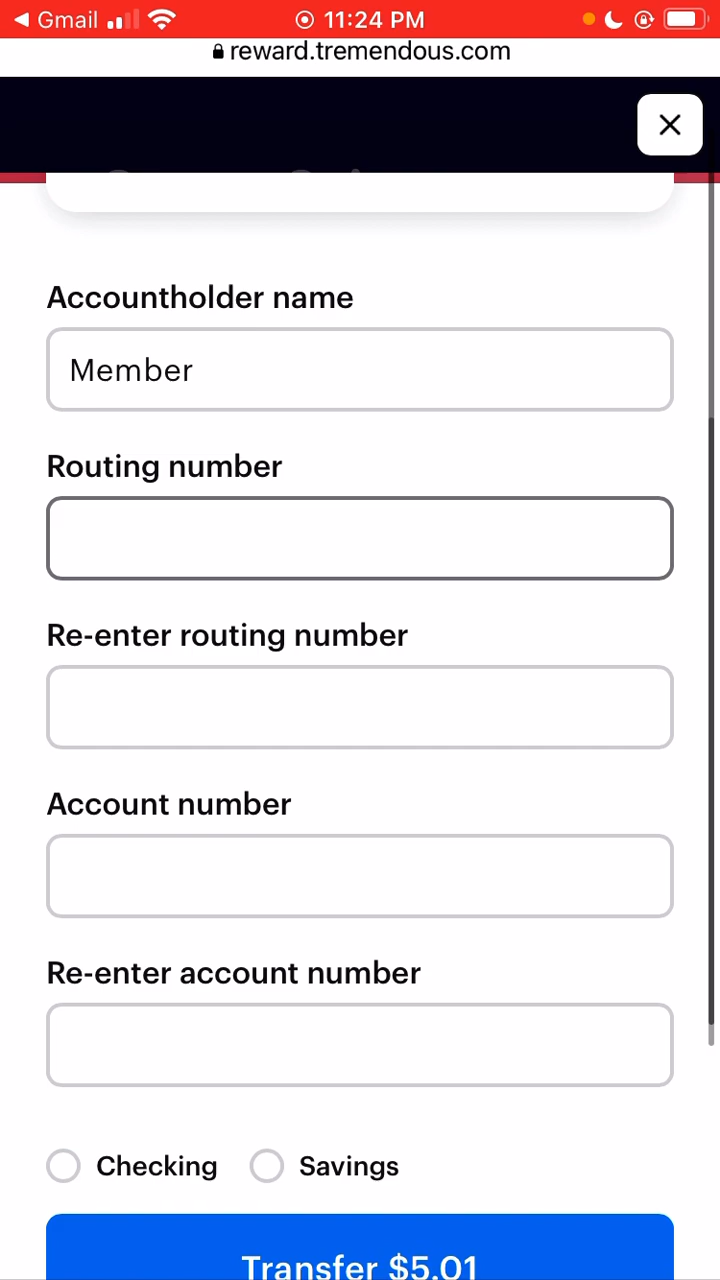 Gmail 11:24 PM
reward.tremendous.com
Accountholder name
Member
Routing number
Re-enter routing number
Account number
Re-enter account number
Checking Savings
Transfer $5.01